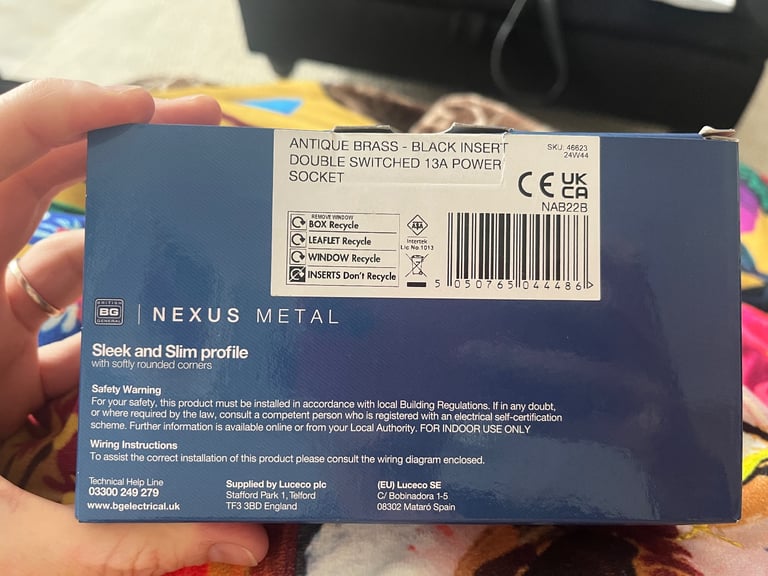 ANTIQUE BRASS - BLACK INSERT
DOUBLE SWITCHED 13A POWER
SOCKET
SKU: 46623
24W44
CE UK
CA
NAB22B
REMOVE WINDOW
BOX Recycle
LEAFLET Recycle
WINDOW Recycle
INSERTS Don't Recycle
ASA
Intertek
Lic No 1013
5 050765 044486 >
BRITISH
BG
GENERAL
NEXUS METAL
Sleek and Slim profile
with softly rounded corners
Safety Warning
For your safety, this product must be installed in accordance with local Building Regulations. If in any doubt,
or where required by the law, consult a competent person who is registered with an electrical self-certification
scheme. Further information is available online or from your Local Authority. FOR INDOOR USE ONLY
Wiring Instructions
To assist the correct installation of this product please consult the wiring diagram enclosed.
Technical Help Line
03300 249 279
www.bgelectrical.uk
Supplied by Luceco plc
Stafford Park 1, Telford
TF3 3BD England
(EU) Luceco SE
C/ Bobinadora 1-5
08302 Mataró Spain